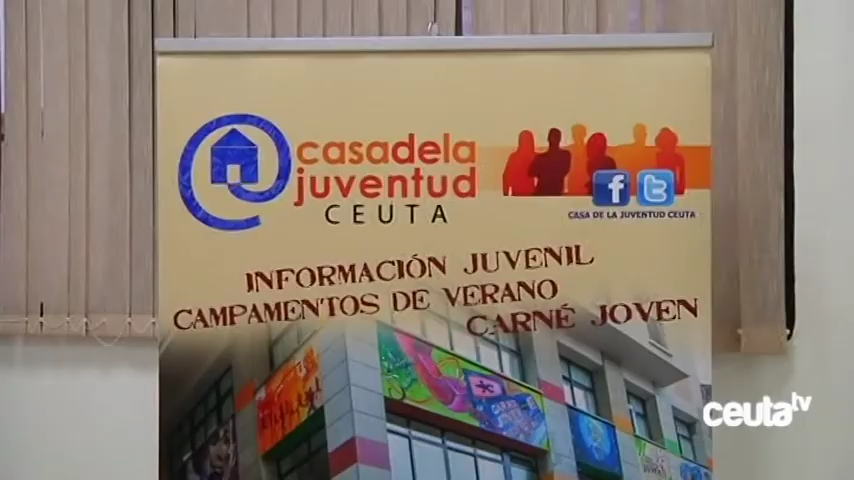 casadela
juventud
CEUTA
f t
CASA DE LA JUVENTUD CEUTA
INFORMACIÓN JUVENIL
CAMPAMENTOS DE VERANO
CARNÉ JOVEN
ceutatv